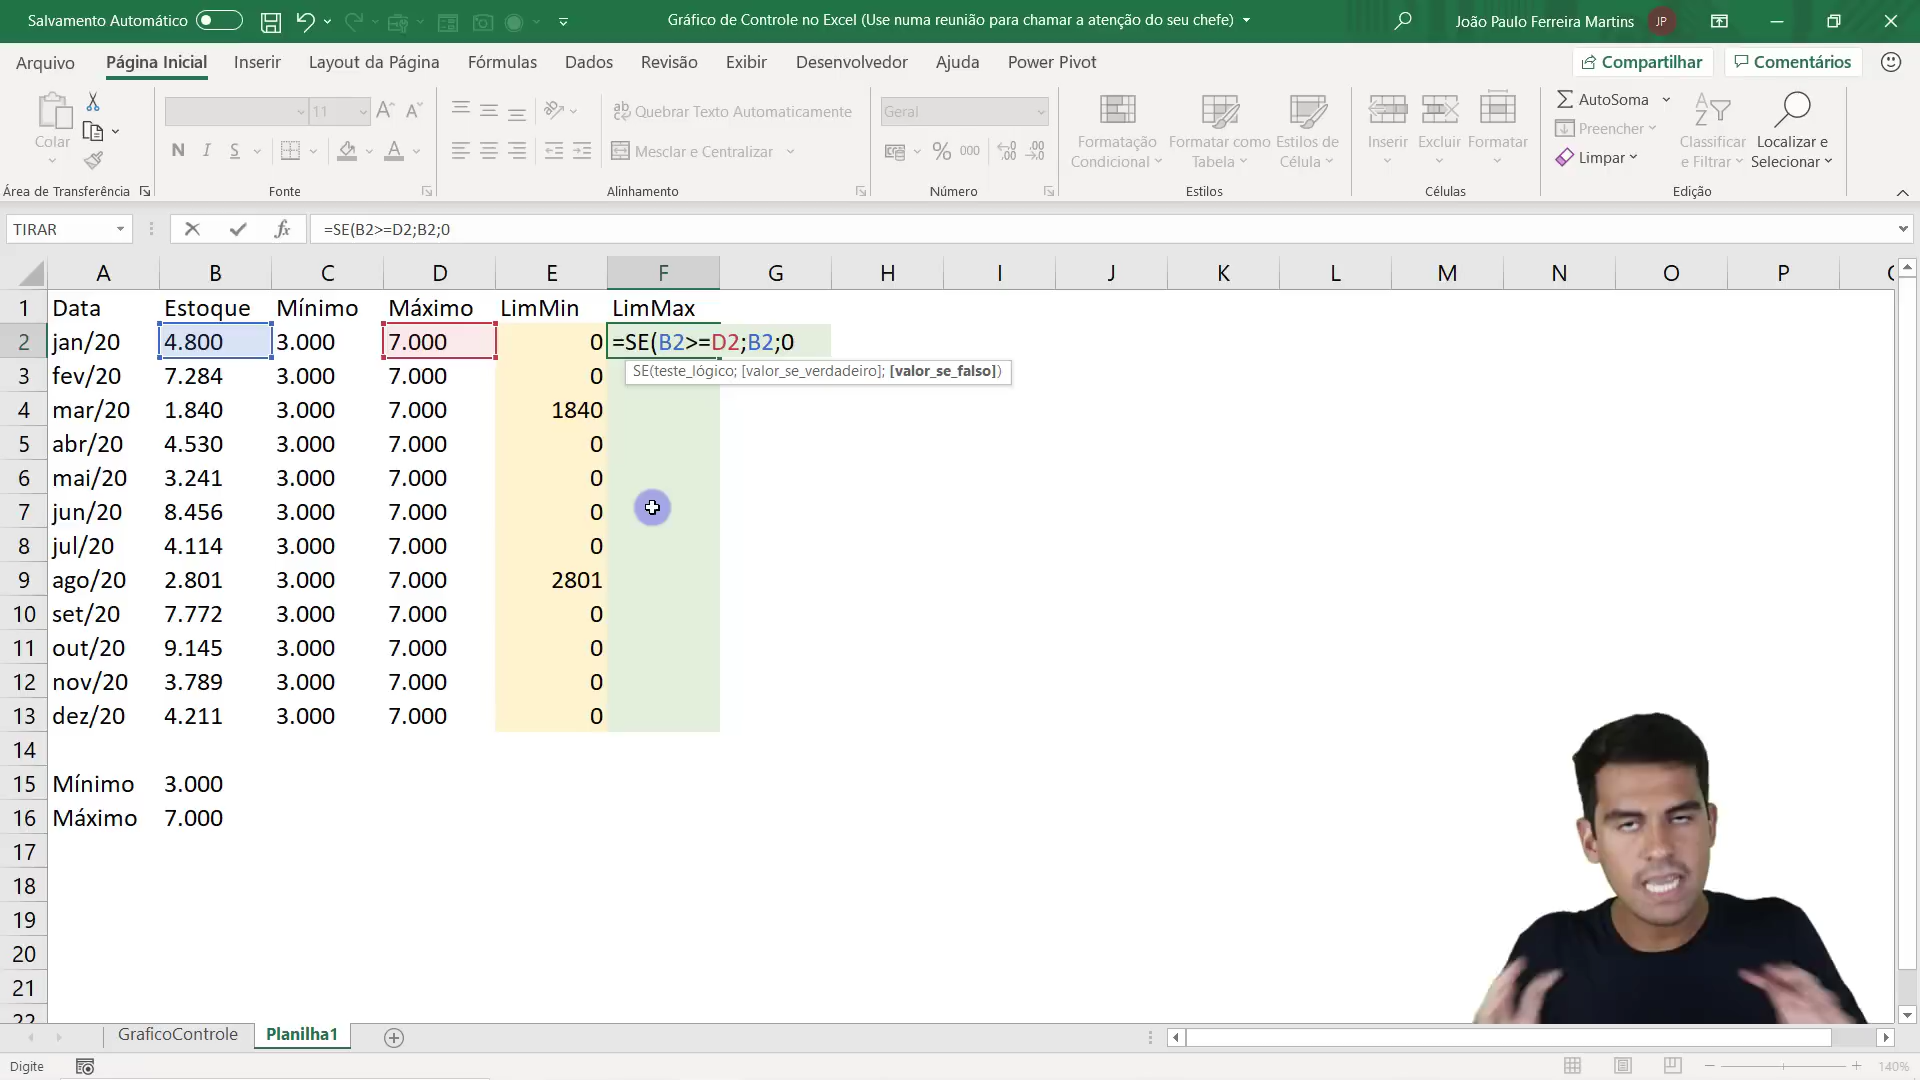 Salvamento Automático
Gráfico de Controle no Excel (Use numa reunião para chamar a atenção do seu chefe)
João Paulo Ferreira Martins
JP
Arquivo Página Inicial Inserir Layout da Página Fórmulas Dados Revisão Exibir Desenvolvedor Ajuda Power Pivot
Compartilhar Comentários
Colar
11
N I S
Quebrar Texto Automaticamente
Mesclar e Centralizar
Geral
% 000
Formatação Condicional
Formatar como Tabela
Estilos de Célula
Inserir Excluir Formatar
AutoSoma
Preencher
Limpar
Classificar e Filtrar
Localizar e Selecionar
Área de Transferência Fonte Alinhamento Número Estilos Células Edição
TIRAR fx =SE(B2>=D2;B2;0
A B C D E F G H I J K L M N O P
1 Data Estoque Mínimo Máximo LimMin LimMax
2 jan/20 4.800 3.000 7.000 0 =SE(B2>=D2;B2;0
SE(teste_lógico; [valor_se_verdadeiro]; [valor_se_falso])
3 fev/20 7.284 3.000 7.000 0
4 mar/20 1.840 3.000 7.000 1840
5 abr/20 4.530 3.000 7.000 0
6 mai/20 3.241 3.000 7.000 0
7 jun/20 8.456 3.000 7.000 0
8 jul/20 4.114 3.000 7.000 0
9 ago/20 2.801 3.000 7.000 2801
10 set/20 7.772 3.000 7.000 0
11 out/20 9.145 3.000 7.000 0
12 nov/20 3.789 3.000 7.000 0
13 dez/20 4.211 3.000 7.000 0
14
15 Mínimo 3.000
16 Máximo 7.000
17
18
19
20
21
22
GraficoControle Planilha1
Digite
140%